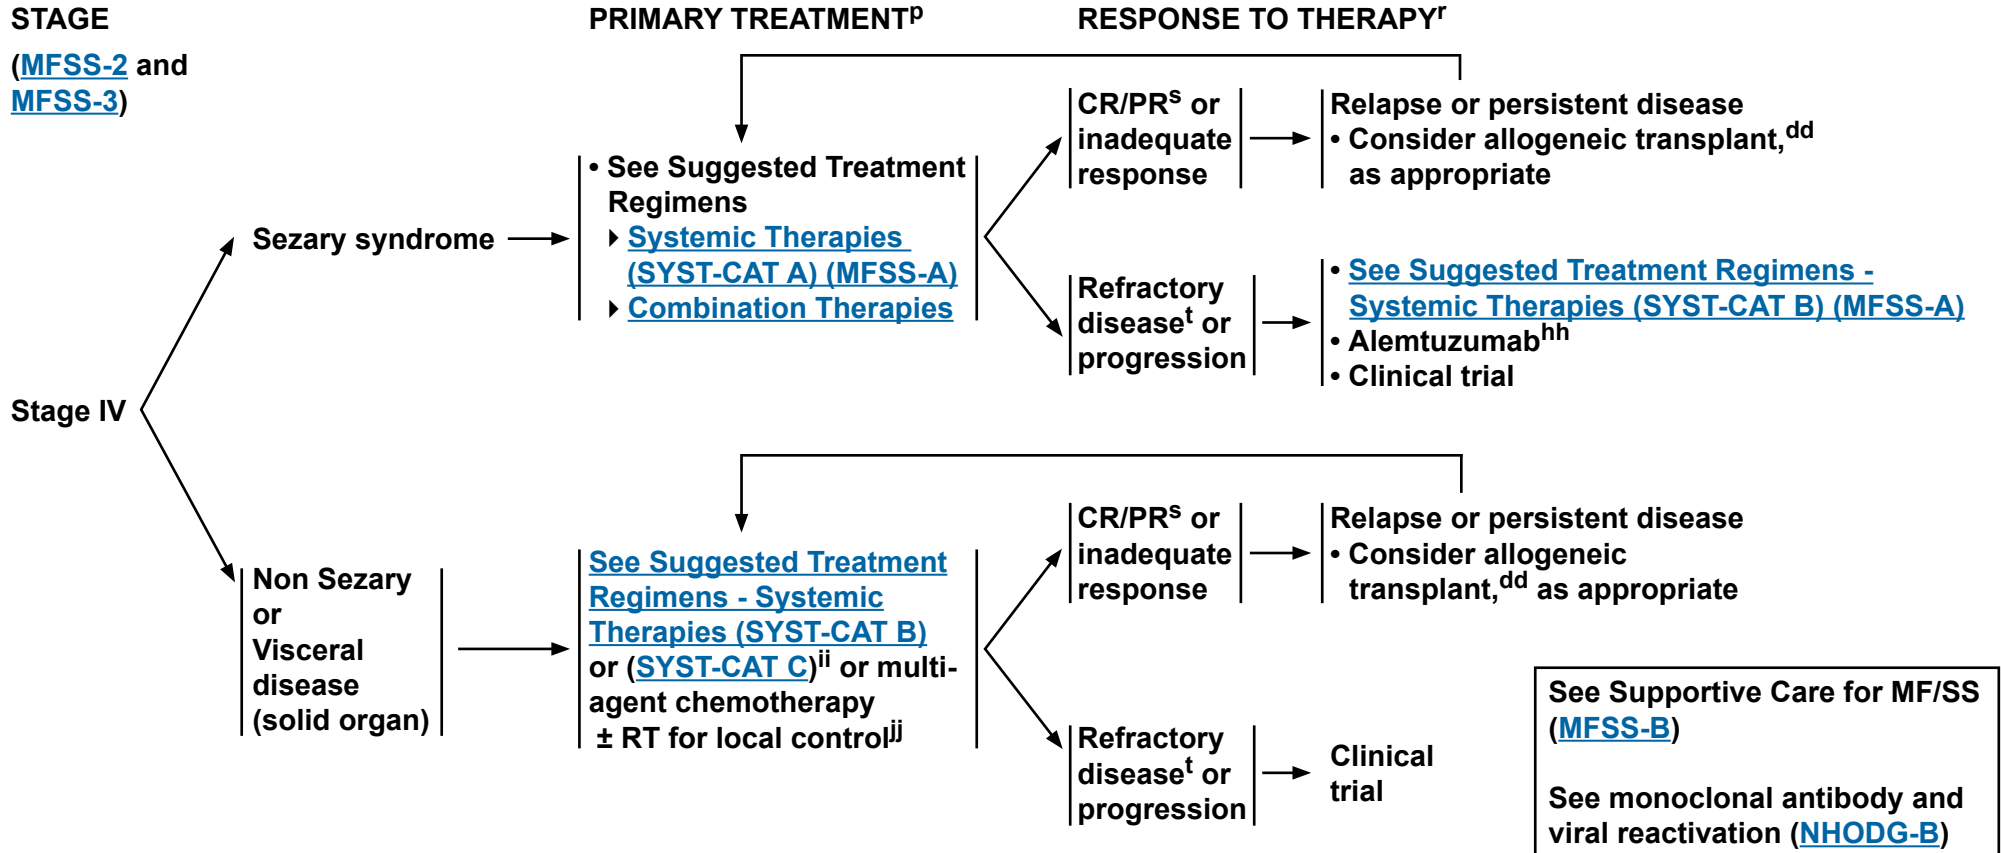 STAGE
(MFSS-2 and
MFSS-3)
PRIMARY TREATMENTp
RESPONSE TO THERAPYr
Stage IV
Sezary syndrome
• See Suggested Treatment
Regimens
▸ Systemic Therapies
(SYST-CAT A) (MFSS-A)
▸ Combination Therapies
CR/PRs or
inadequate
response
Relapse or persistent disease
• Consider allogeneic transplant,dd
as appropriate
Refractory
diseaset or
progression
• See Suggested Treatment Regimens -
Systemic Therapies (SYST-CAT B) (MFSS-A)
• Alemtuzumabhh
• Clinical trial
Non Sezary
or
Visceral
disease
(solid organ)
See Suggested Treatment
Regimens - Systemic
Therapies (SYST-CAT B)
or (SYST-CAT C)ii or multi-
agent chemotherapy
± RT for local controljj
CR/PRs or
inadequate
response
Relapse or persistent disease
• Consider allogeneic
transplant,dd as appropriate
Refractory
diseaset or
progression
Clinical
trial
See Supportive Care for MF/SS
(MFSS-B)
See monoclonal antibody and
viral reactivation (NHODG-B)